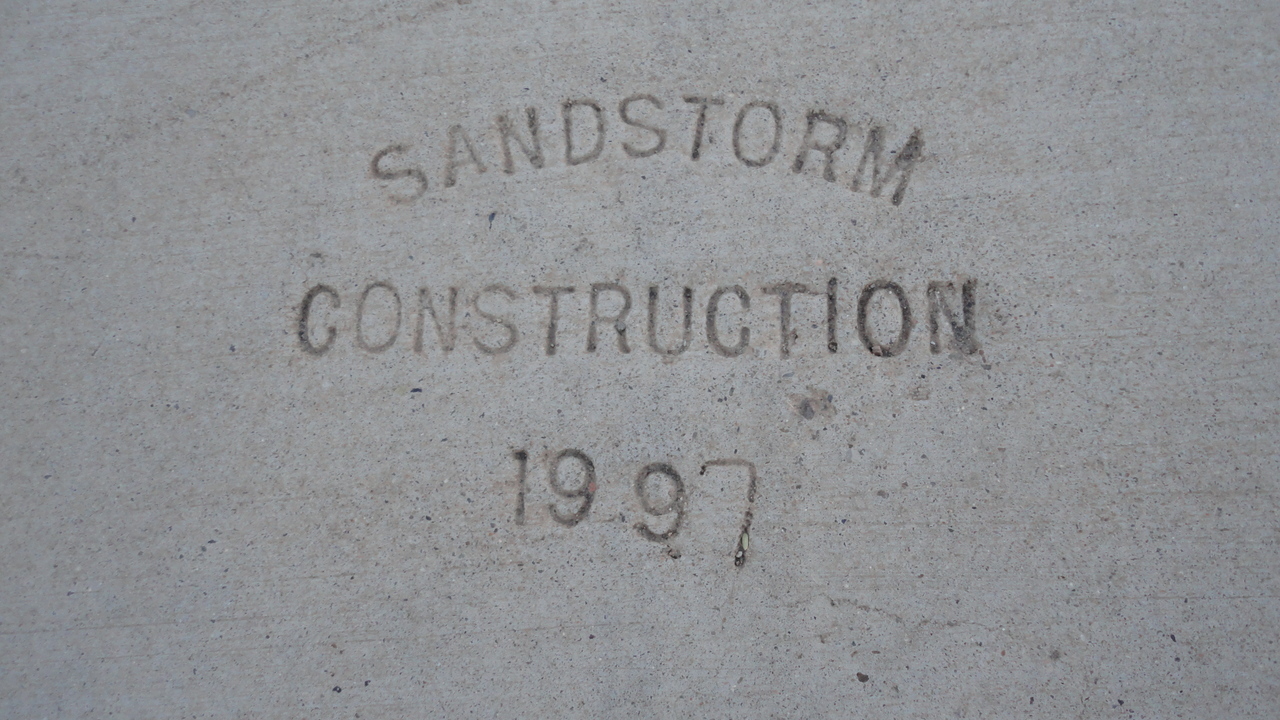 SANDSTORM
CONSTRUCTION
1997